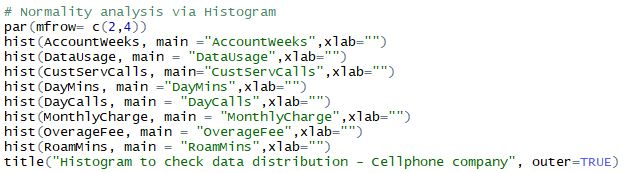 # Normality analysis via Histogram
par(mfrow= c(2,4))
hist(AccountWeeks, main ="AccountWeeks",xlab="")
hist(DataUsage, main = "DataUsage",xlab="")
hist(CustServCalls, main="CustServCalls",xlab="")
hist(DayMins, main ="DayMins",xlab="")
hist(DayCalls, main = "DayCalls",xlab="")
hist(MonthlyCharge, main = "MonthlyCharge",xlab="")
hist(OverageFee, main = "OverageFee",xlab="")
hist(RoamMins, main = "RoamMins",xlab="")
title("Histogram to check data distribution - Cellphone company", outer=TRUE)